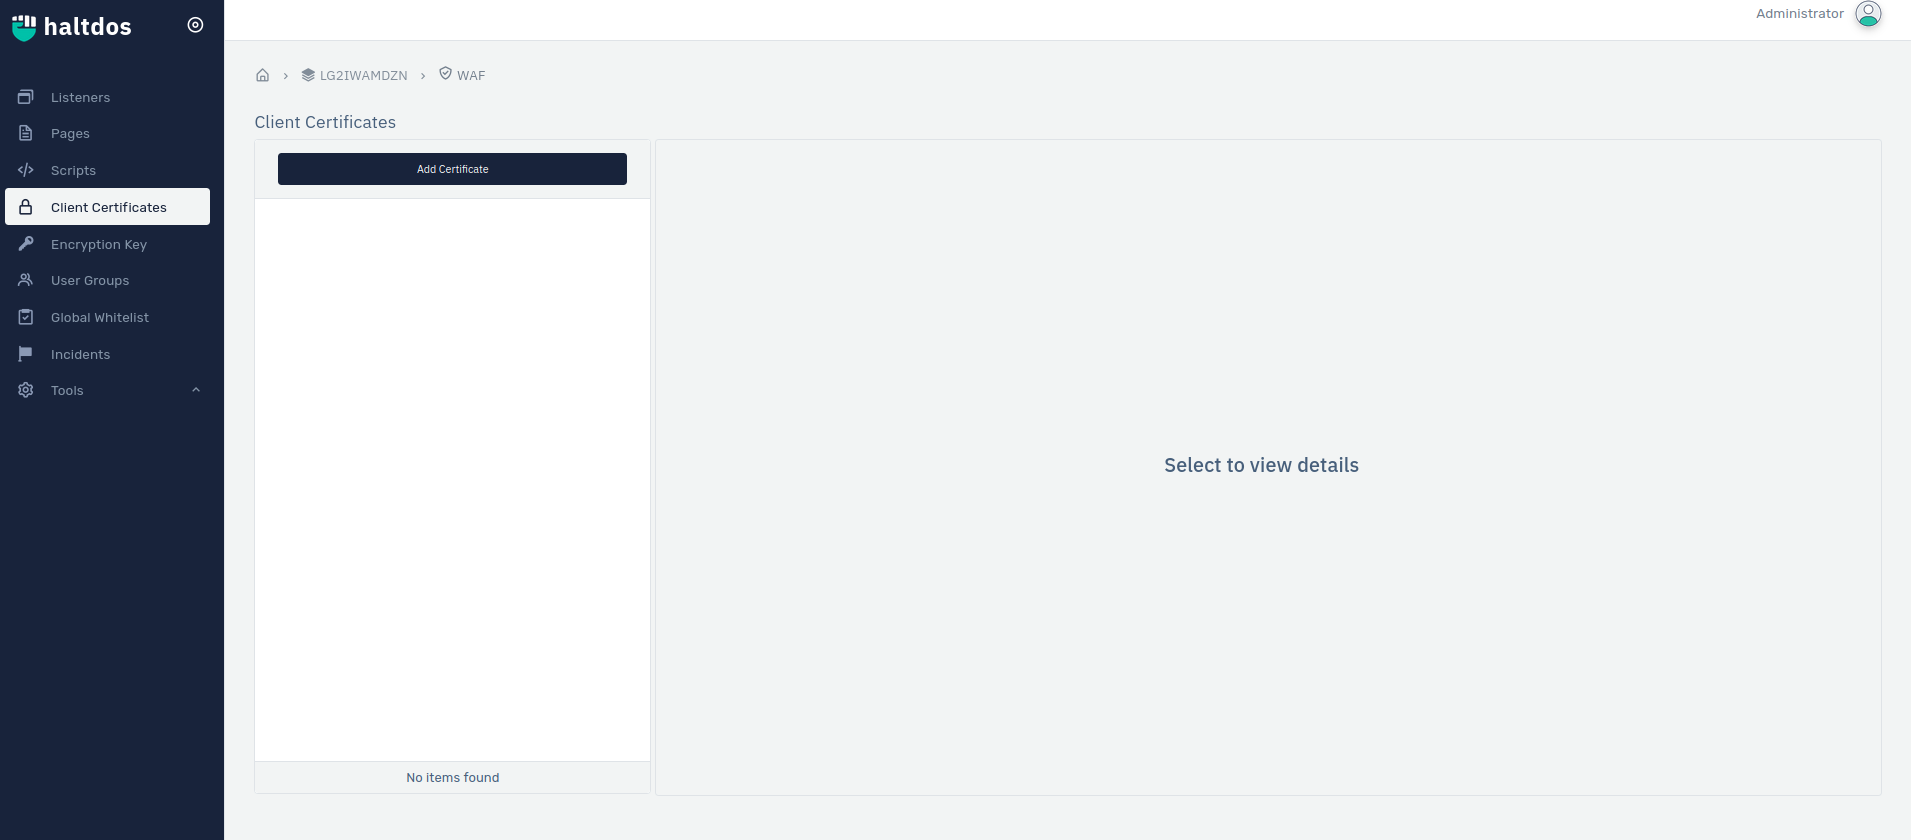 haltdos
Administrator
LG2IWAMDZN
WAF
Listeners
Pages
Scripts
Client Certificates
Encryption Key
User Groups
Global Whitelist
Incidents
Tools
Client Certificates
Add Certificate
Select to view details
No items found